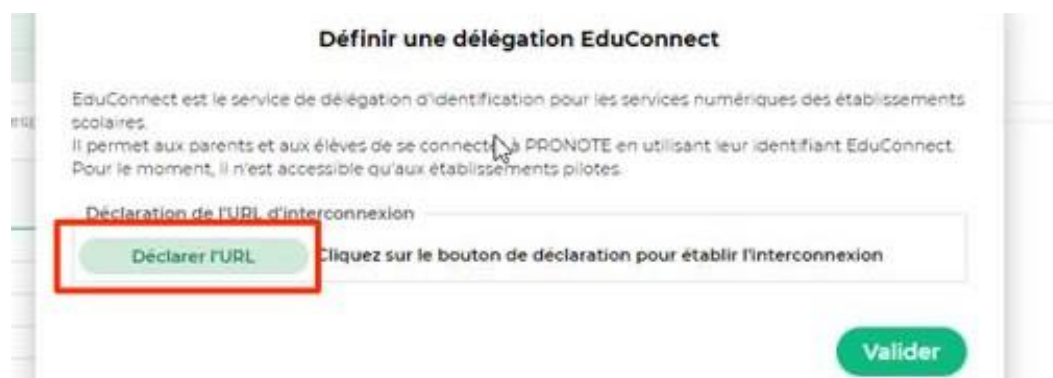 Définir une délégation EduConnect
EduConnect est le service de délégation d'identification pour les services numériques des établissements
scolaires.
Il permet aux parents et aux élèves de se connecter à PRONOTE en utilisant leur identifiant EduConnect.
Pour le moment, il n'est accessible qu'aux établissements pilotes.
Déclaration de l'URL d'interconnexion
Déclarer l'URL Cliquez sur le bouton de déclaration pour établir l'interconnexion
Valider